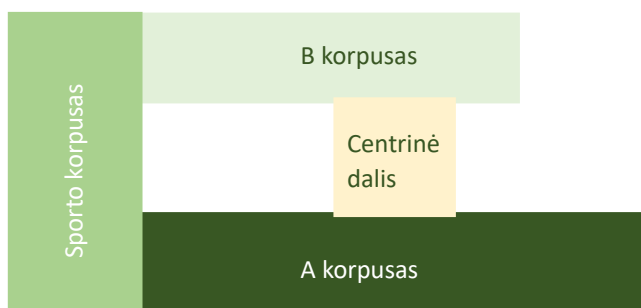 Sporto korpusas
B korpusas
Centrinė
dalis
A korpusas